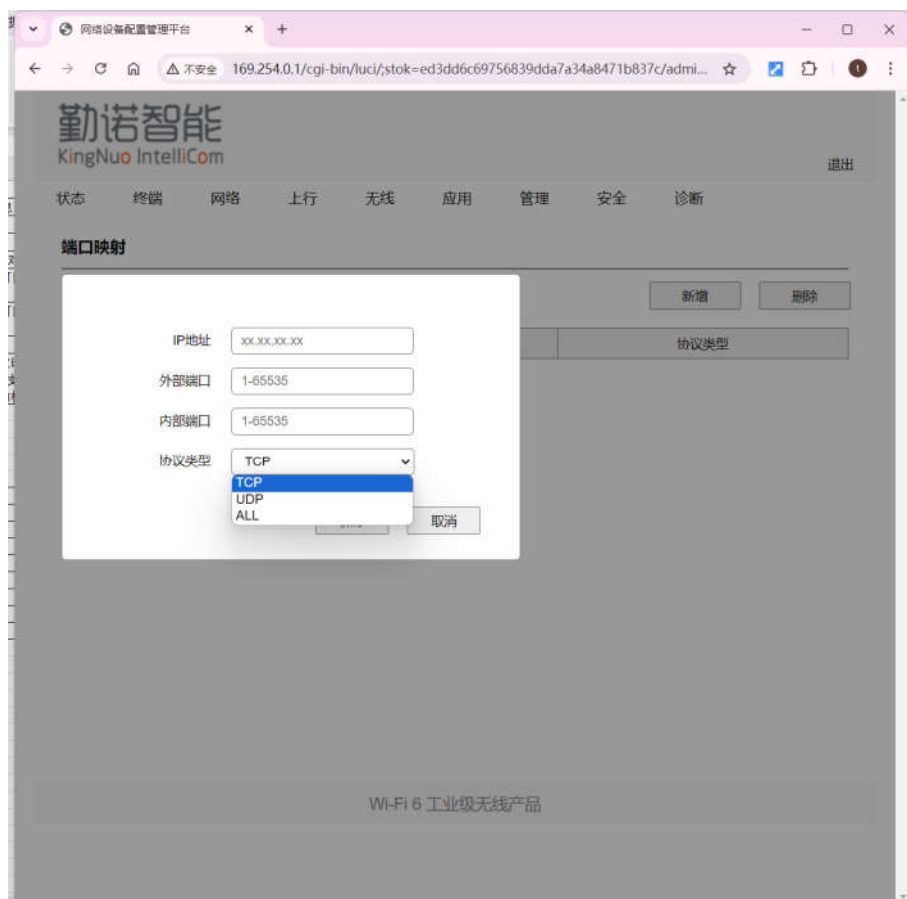 网络设备配置管理平台
不安全 169.254.0.1/cgi-bin/luci/;stok=ed3dd6c69756839dda7a34a8471b837c/admi...
勤诺智能
KingNuo IntelliCom
退出
状态 终端 网络 上行 无线 应用 管理 安全 诊断
端口映射
新增 删除
协议类型
IP地址 xx.xx.xx.xx
外部端口 1-65535
内部端口 1-65535
协议类型 TCP
TCP
UDP
ALL
取消
Wi-Fi 6 工业级无线产品